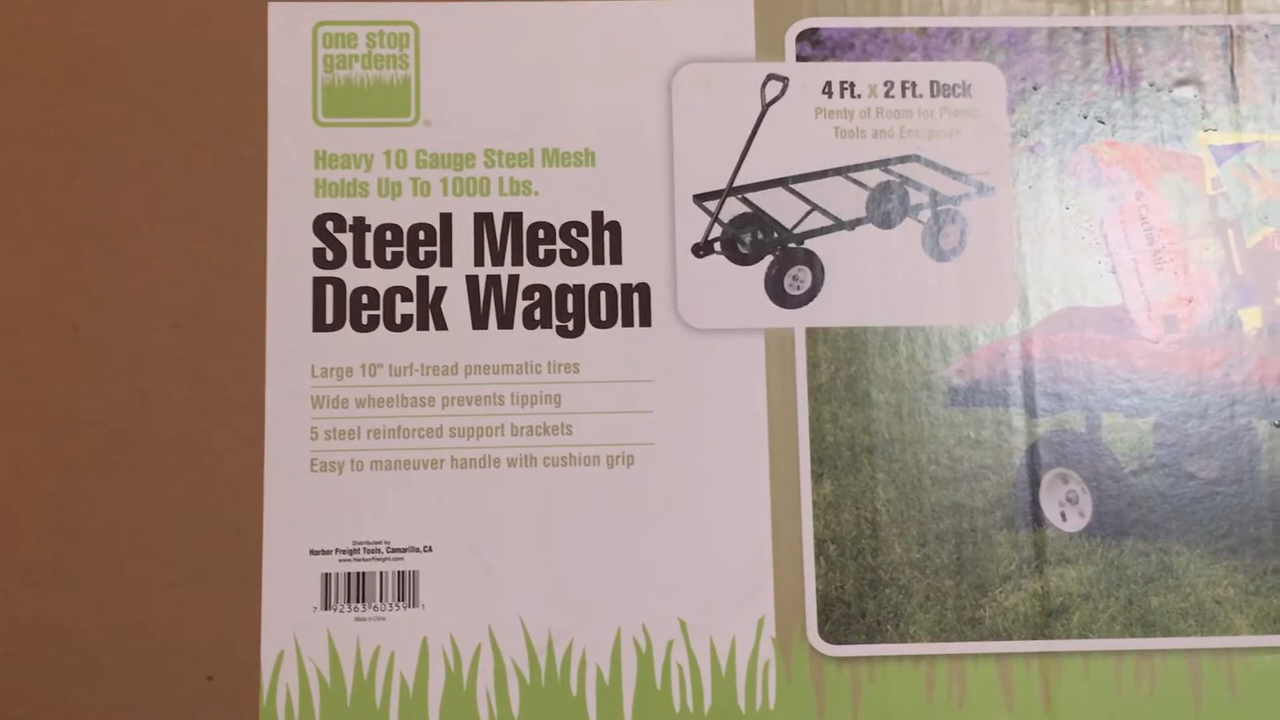 one stop
gardens
®
Heavy 10 Gauge Steel Mesh
Holds Up To 1000 Lbs.
Steel Mesh
Deck Wagon
Large 10" turf-tread pneumatic tires
Wide wheelbase prevents tipping
5 steel reinforced support brackets
Easy to maneuver handle with cushion grip
Distributed by
Harbor Freight Tools, Camarillo, CA
www.HarborFreight.com
7 92363 60359 1
Made in China
4 Ft. x 2 Ft. Deck
Plenty of Room for
Tools and